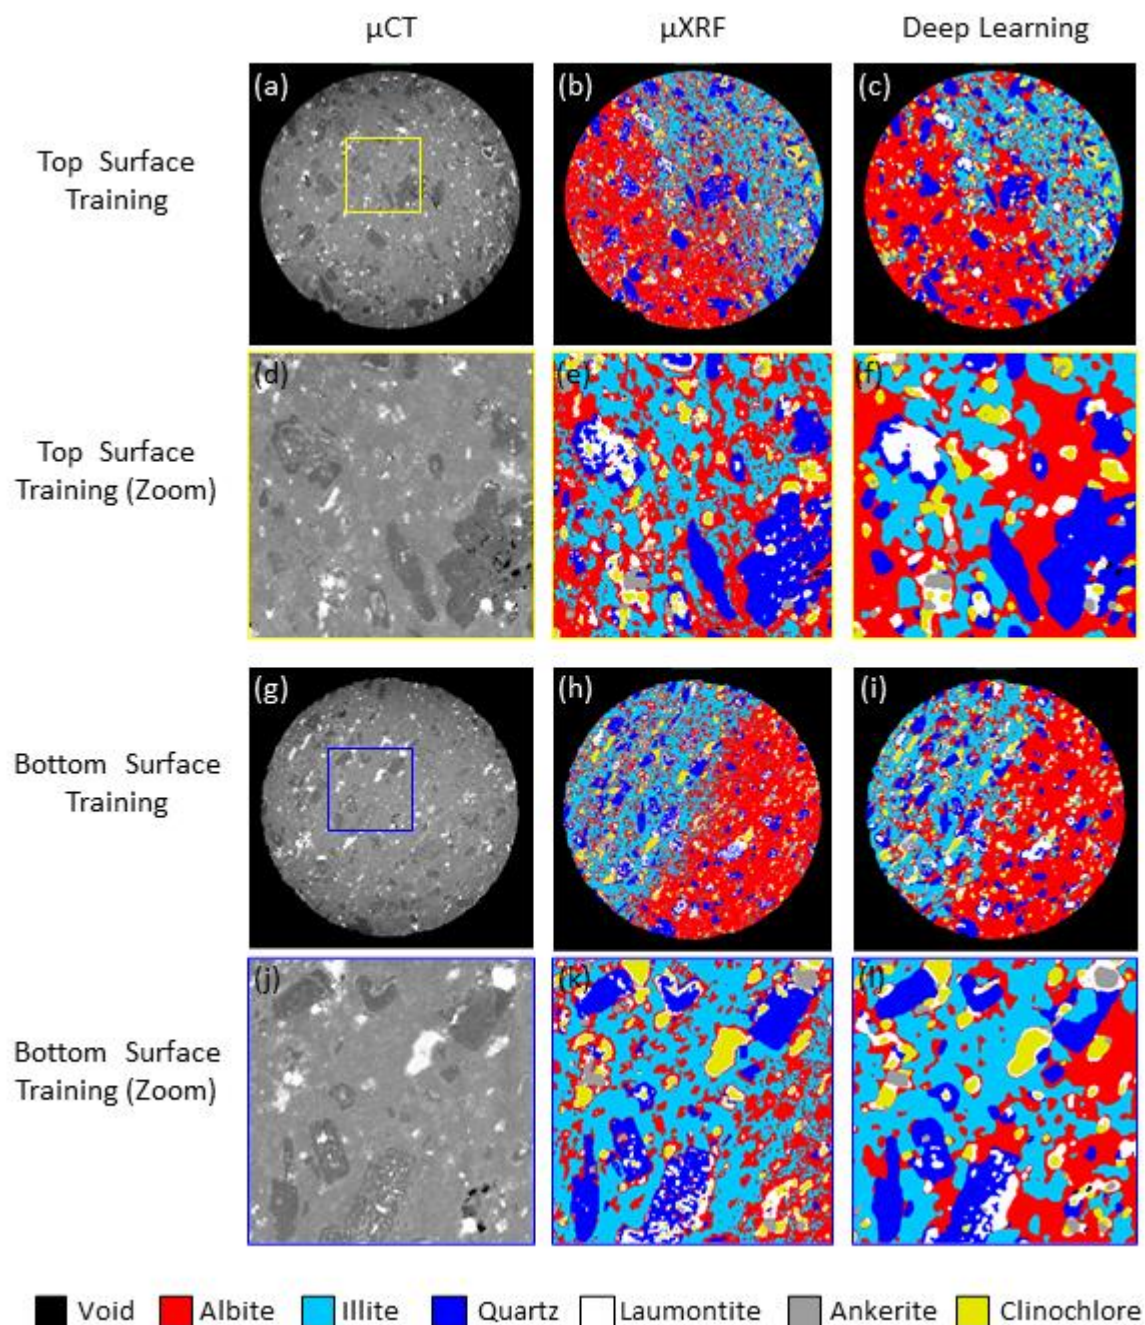 μCT μXRF Deep Learning
(a) (b) (c)
Top Surface
Training
(d) (e) (f)
Top Surface
Training (Zoom)
(g) (h) (i)
Bottom Surface
Training
(j) (k) (l)
Bottom Surface
Training (Zoom)
Void Albite Illite Quartz Laumontite Ankerite Clinochlore